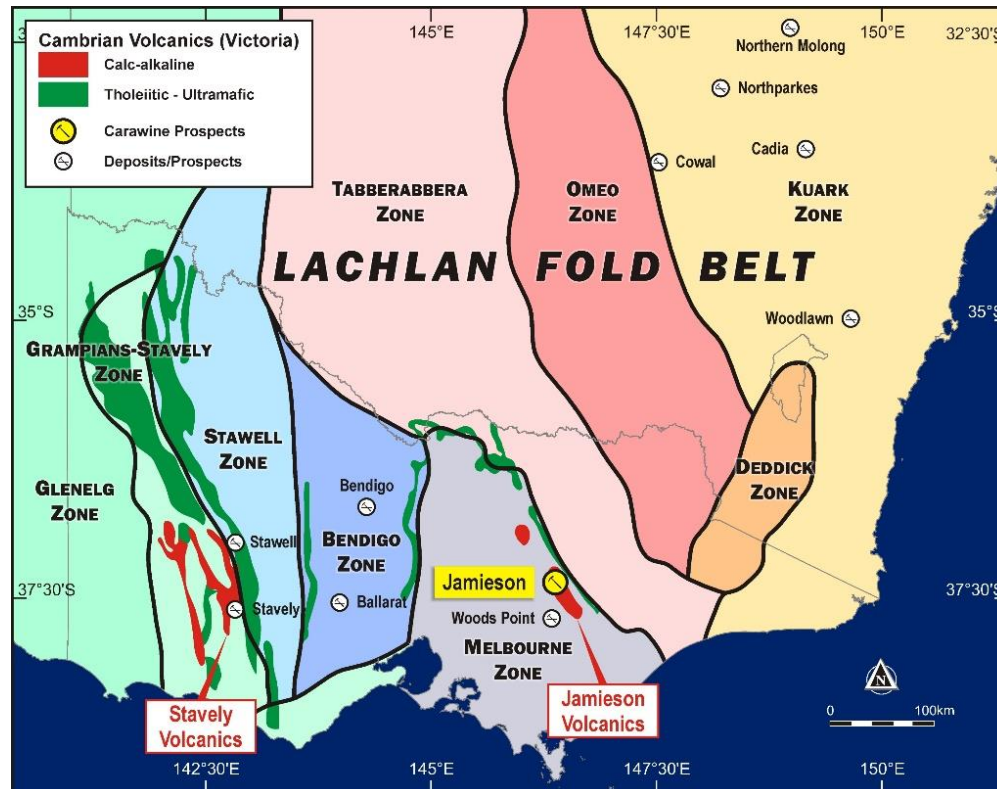 Cambrian Volcanics (Victoria)
Calc-alkaline
Tholeiitic - Ultramafic
Carawine Prospects
Deposits/Prospects
145°E
147°30'E
150°E
32°30'S
Northern Molong
Northparkes
Cowal
Cadia
TABBERABBERA
ZONE
OMEO
ZONE
KUARK
ZONE
LACHLAN FOLD BELT
35°S
35°S
Woodlawn
GRAMPIANS-STAVELY
ZONE
STAWELL
ZONE
GLENELG
ZONE
Bendigo
BENDIGO
ZONE
DEDDICK
ZONE
Stawell
Stavely
Ballarat
Jamieson
Woods Point
MELBOURNE
ZONE
37°30'S
37°30'S
Stavely
Volcanics
Jamieson
Volcanics
N
0 100km
142°30'E
145°E
147°30'E
150°E